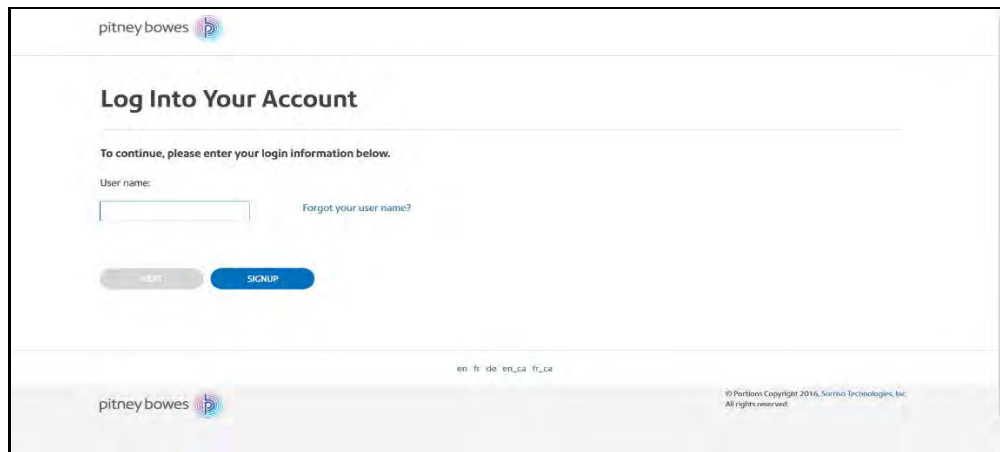 pitney bowes
Log Into Your Account
To continue, please enter your login information below.
User name:
Forgot your user name?
NEXT
SIGNUP
en fr de en_ca fr_ca
pitney bowes
© Portions Copyright 2016, Sorriso Technologies, Inc.
All rights reserved.